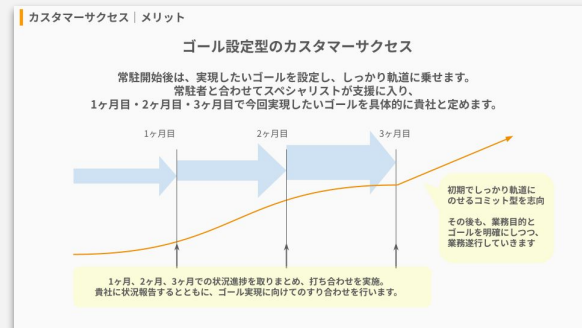 カスタマーサクセス｜メリット
ゴール設定型のカスタマーサクセス
常駐開始後は、実現したいゴールを設定し、しっかり軌道に乗せます。
常駐者と合わせてスペシャリストが支援に入り、
1ヶ月目・2ヶ月目・3ヶ月目で今回実現したいゴールを具体的に貴社と定めます。
1ヶ月目
2ヶ月目
3ヶ月目
初期でしっかり軌道に
のせるコミット型を志向
その後も、業務目的と
ゴールを明確にしつつ、
業務遂行していきます
1ヶ月、2ヶ月、3ヶ月での状況進捗を取りまとめ、打ち合わせを実施。
貴社に状況報告するとともに、ゴール実現に向けてのすり合わせを行います。